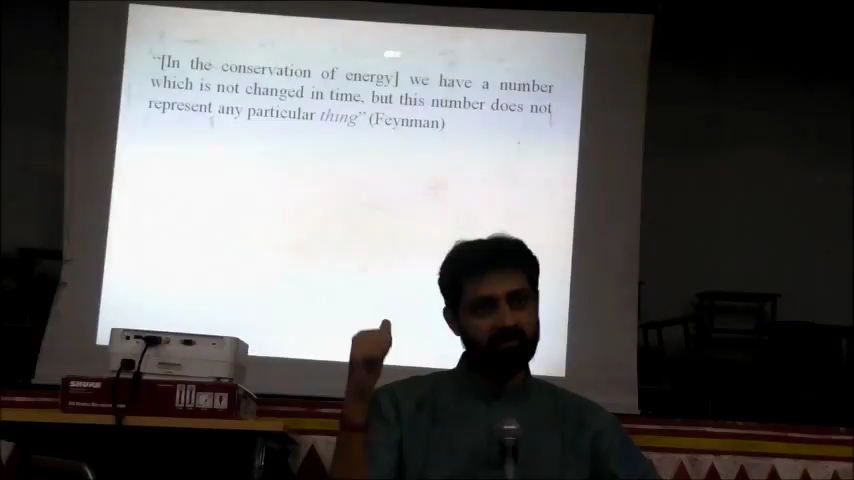 “[In the conservation of energy] we have a number
which is not changed in time, but this number does not
represent any particular thing” (Feynman)
SHURE